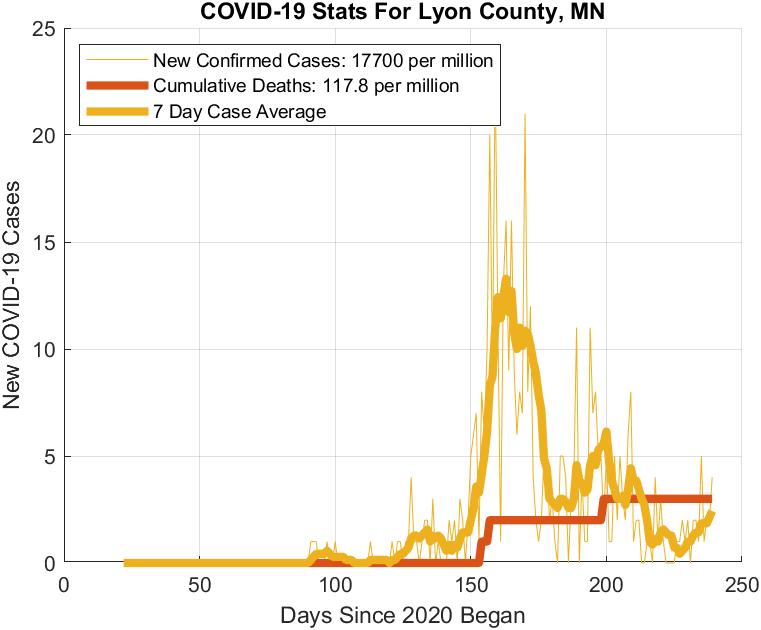 COVID-19 Stats For Lyon County, MN
25
New Confirmed Cases: 17700 per million
Cumulative Deaths: 117.8 per million
7 Day Case Average
20
15
10
5
0
New COVID-19 Cases
0 50 100 150 200 250
Days Since 2020 Began